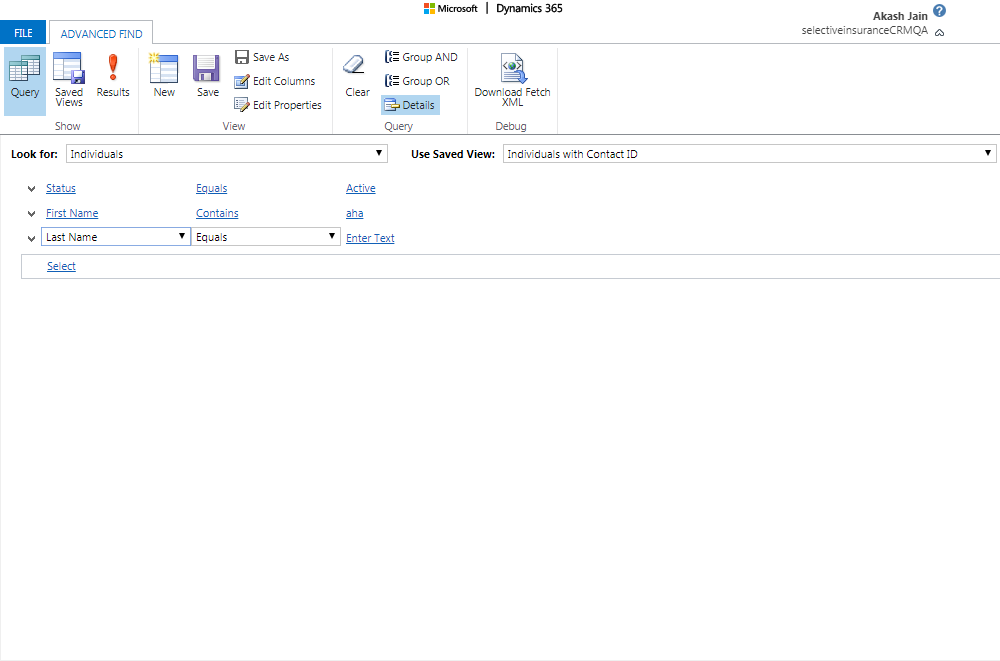 Microsoft | Dynamics 365
Akash Jain
selectiveinsuranceCRMQA
FILE
ADVANCED FIND
Query
Saved Views
Results
Show
New
Save
Save As
Edit Columns
Edit Properties
View
Clear
Group AND
Group OR
Details
Query
Download Fetch XML
Debug
Look for: Individuals
Use Saved View: Individuals with Contact ID
Status Equals Active
First Name Contains aha
Last Name Equals Enter Text
Select